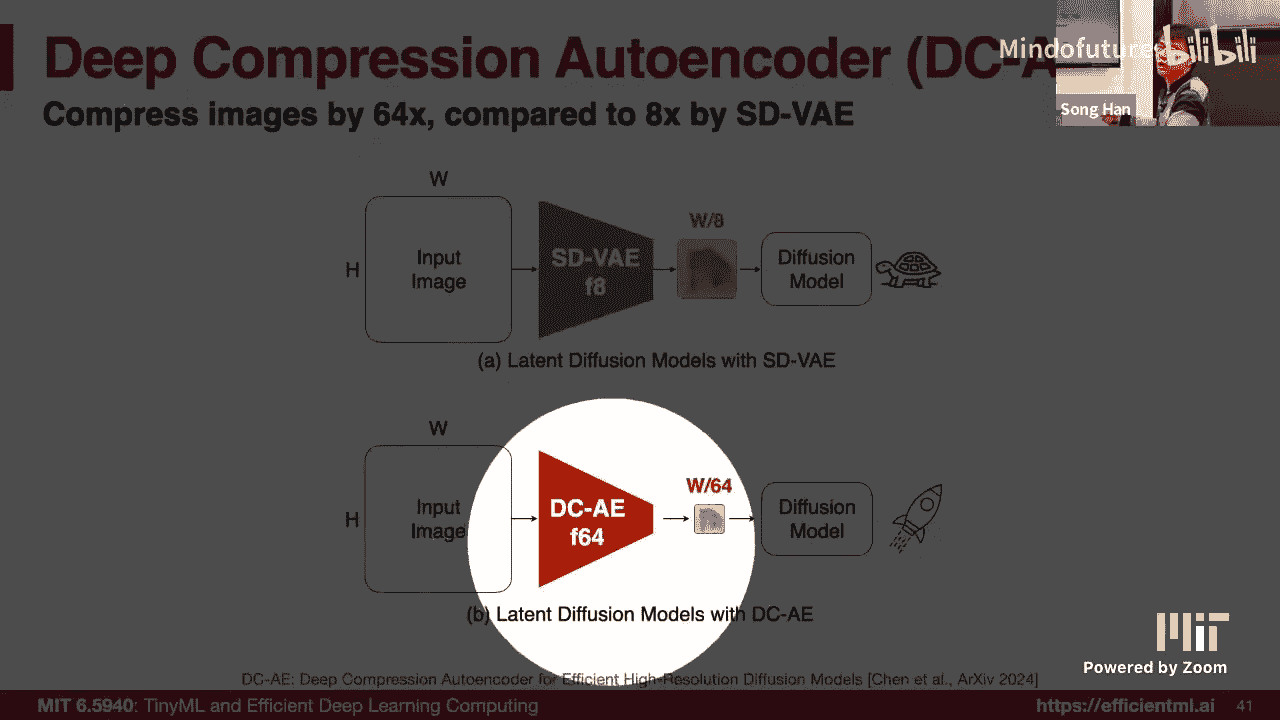 Deep Compression Autoencoder (DC-A
Mindofuture
bilibili
Song Han
Compress images by 64x, compared to 8x by SD-VAE
W
H
Input
Image
SD-VAE
f8
W/8
Diffusion
Model
(a) Latent Diffusion Models with SD-VAE
W
H
Input
Image
DC-AE
f64
W/64
Diffusion
Model
(b) Latent Diffusion Models with DC-AE
MIT
Powered by Zoom
DC-AE: Deep Compression Autoencoder for Efficient High-Resolution Diffusion Models [Chen et al., ArXiv 2024]
MIT 6.5940: TinyML and Efficient Deep Learning Computing
https://efficientml.ai
41